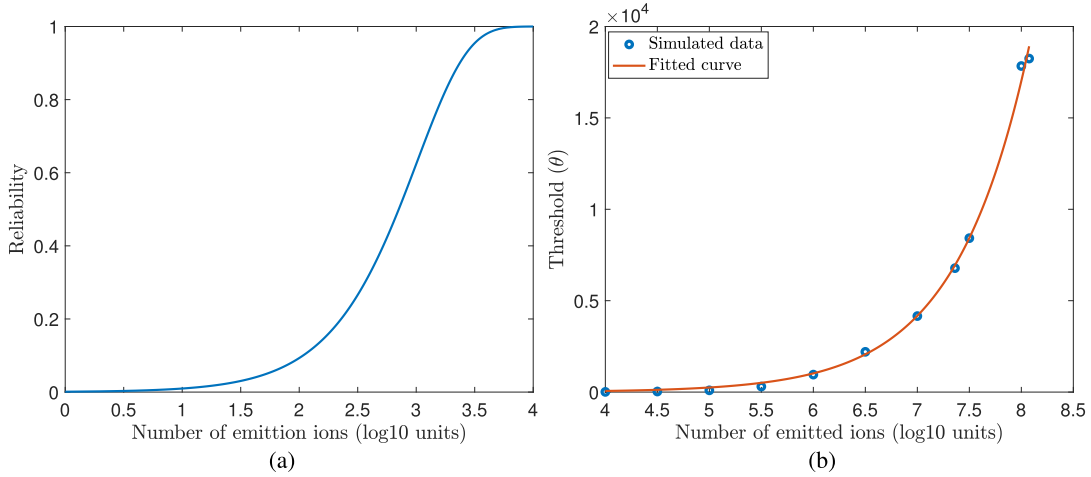 1
0.8
0.6
0.4
0.2
0
Reliability
0 0.5 1 1.5 2 2.5 3 3.5 4
Number of emittion ions (log10 units)
(a)
×10⁴
2
1.5
1
0.5
0
Threshold (θ)
Simulated data
Fitted curve
4 4.5 5 5.5 6 6.5 7 7.5 8 8.5
Number of emitted ions (log10 units)
(b)